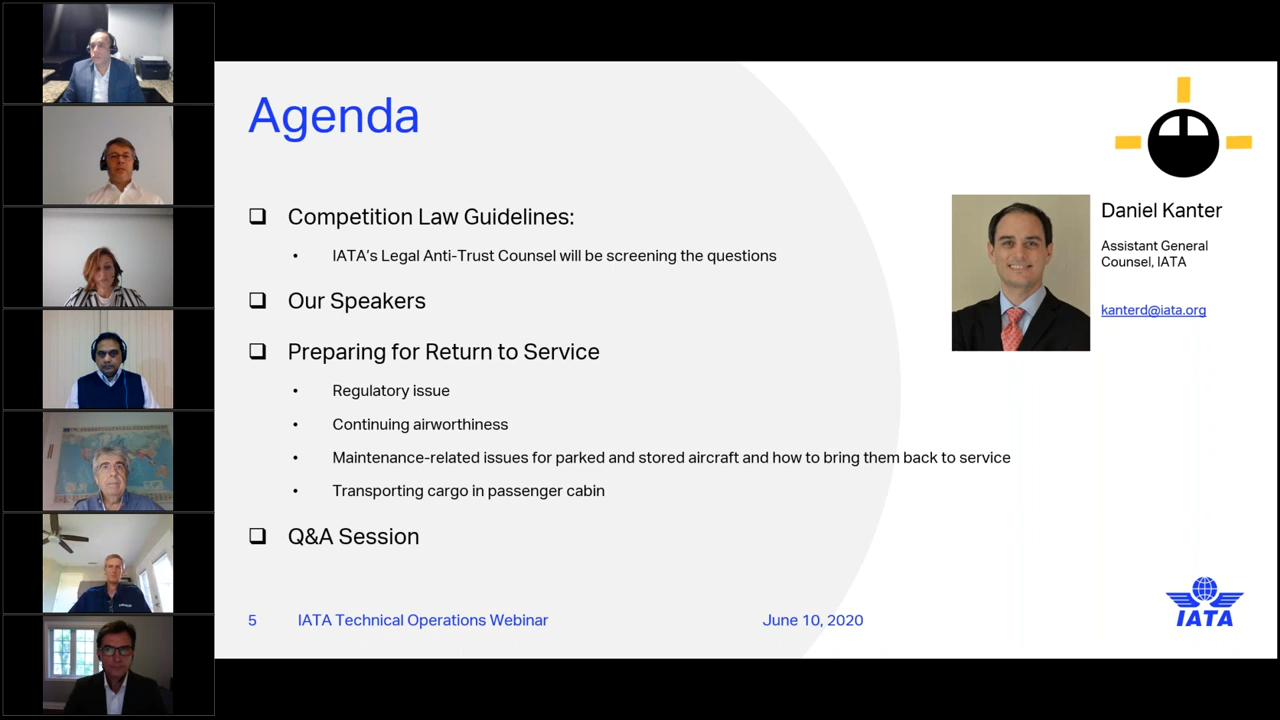 Agenda
Competition Law Guidelines:
• IATA's Legal Anti-Trust Counsel will be screening the questions
Our Speakers
Preparing for Return to Service
• Regulatory issue
• Continuing airworthiness
• Maintenance-related issues for parked and stored aircraft and how to bring them back to service
• Transporting cargo in passenger cabin
Q&A Session
Daniel Kanter
Assistant General
Counsel, IATA
kanterd@iata.org
5 IATA Technical Operations Webinar June 10, 2020
IATA